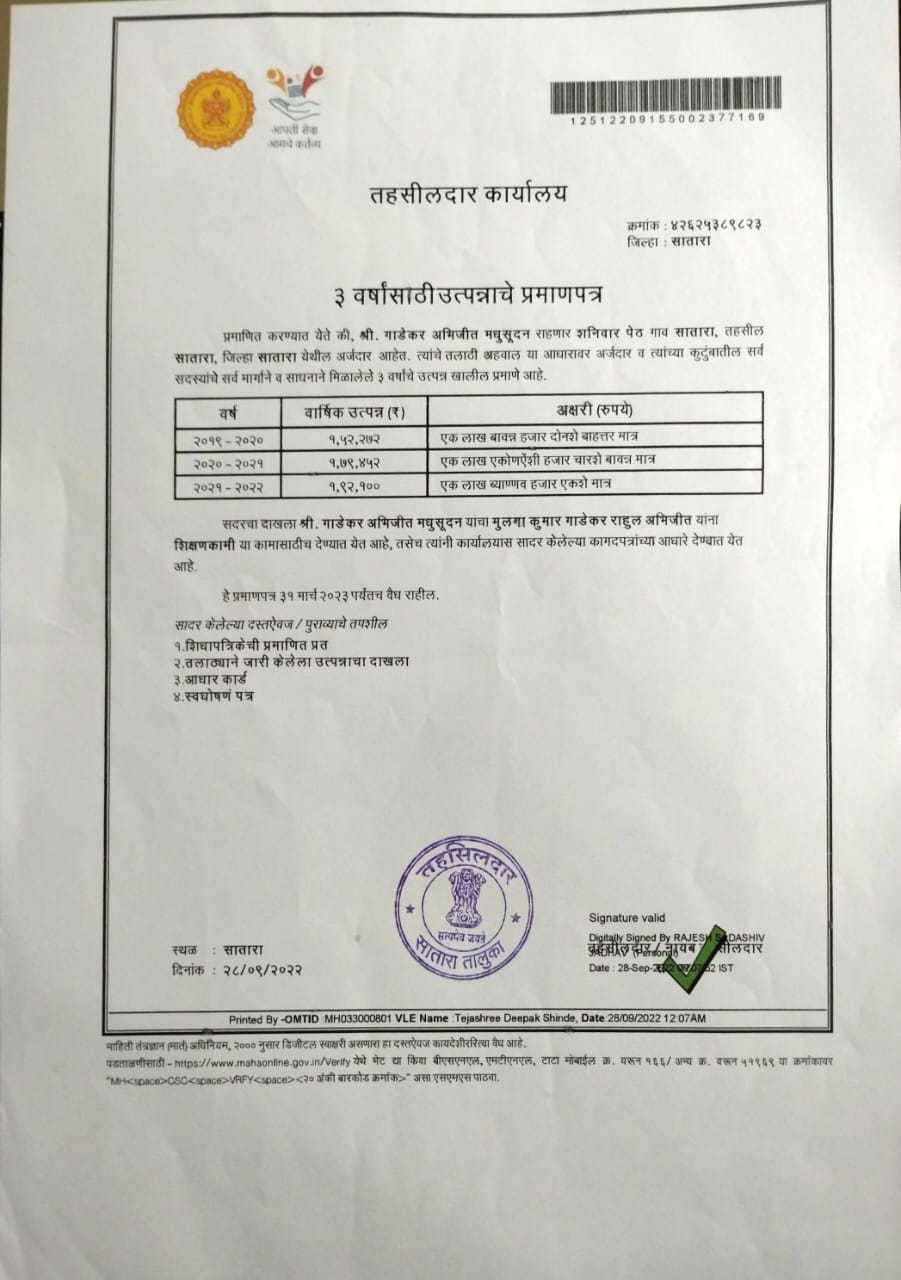 आपली सेवा
आमचे कर्तव्य
12512209155002377169
तहसीलदार कार्यालय
क्रमांक : ४२६२५३८९८२३
जिल्हा : सातारा
३ वर्षांसाठी उत्पन्नाचे प्रमाणपत्र
प्रमाणित करण्यात येते की, श्री. गाडेकर अभिजीत मधुसूदन राहणार शनिवार पेठ गाव सातारा, तहसील
सातारा, जिल्हा सातारा येथील अर्जदार आहेत. त्यांचे तलाठी अहवाल या आधारावर अर्जदार व त्यांच्या कुटुंबातील सर्व
सदस्यांचे सर्व मार्गाने व साधनाने मिळालेले ३ वर्षाचे उत्पन्न खालील प्रमाणे आहे.
वर्ष वार्षिक उत्पन्न (₹) अक्षरी (रुपये)
२०१९ - २०२० १,५२,२७२ एक लाख बावन्न हजार दोनशे बाहत्तर मात्र
२०२० - २०२१ १,७९,४५२ एक लाख एकोणऐंशी हजार चारशे बावन्न मात्र
२०२१ - २०२२ १,९२,१०० एक लाख ब्याण्णव हजार एकशे मात्र
सदरचा दाखला श्री. गाडेकर अभिजीत मधुसूदन यांचा मुलगा कुमार गाडेकर राहुल अभिजीत यांना
शिक्षणकामी या कामासाठीच देण्यात येत आहे, तसेच त्यांनी कार्यालयास सादर केलेल्या कागदपत्रांच्या आधारे देण्यात येत
आहे.
हे प्रमाणपत्र ३१ मार्च २०२३ पर्यंतच वैध राहील.
सादर केलेल्या दस्तऐवज / पुराव्याचे तपशील
१.शिधापत्रिकेची प्रमाणित प्रत
२.तलाठ्याने जारी केलेला उत्पन्नाचा दाखला
३.आधार कार्ड
४.स्वघोषणं पत्र
तहसिलदार
सत्यमेव जयते
सातारा तालुका
स्थळ : सातारा
दिनांक : २८/०९/२०२२
Signature valid
Digitally Signed By RAJESH SADASHIV
JADHAV (Personal)
तहसीलदार / नायब
Date : 28-Sep-2022 IST
Printed By -OMTID :MH033000801 VLE Name :Tejashree Deepak Shinde, Date:28/09/2022 12:07AM
माहिती तंत्रज्ञान (मार्त) अधिनियम, २००० नुसार डिजीटल स्वाक्षरी असणारा हा दस्तऐवज कायदेशीररित्या वैध आहे.
पडताळणीसाठी - https://www.mahaonline.gov.in/Verify येथे भेट द्या किंवा बीएसएनएल, एमटीएनएल, टाटा मोबाईल क्र. वरून १६६/ अन्य क्र. वरून ५१९६९ या क्रमांकावर
"MH<space>CSC<space>VRFY<space><२० अंकी बारकोड क्रमांक>" असा एसएमएस पाठवा.